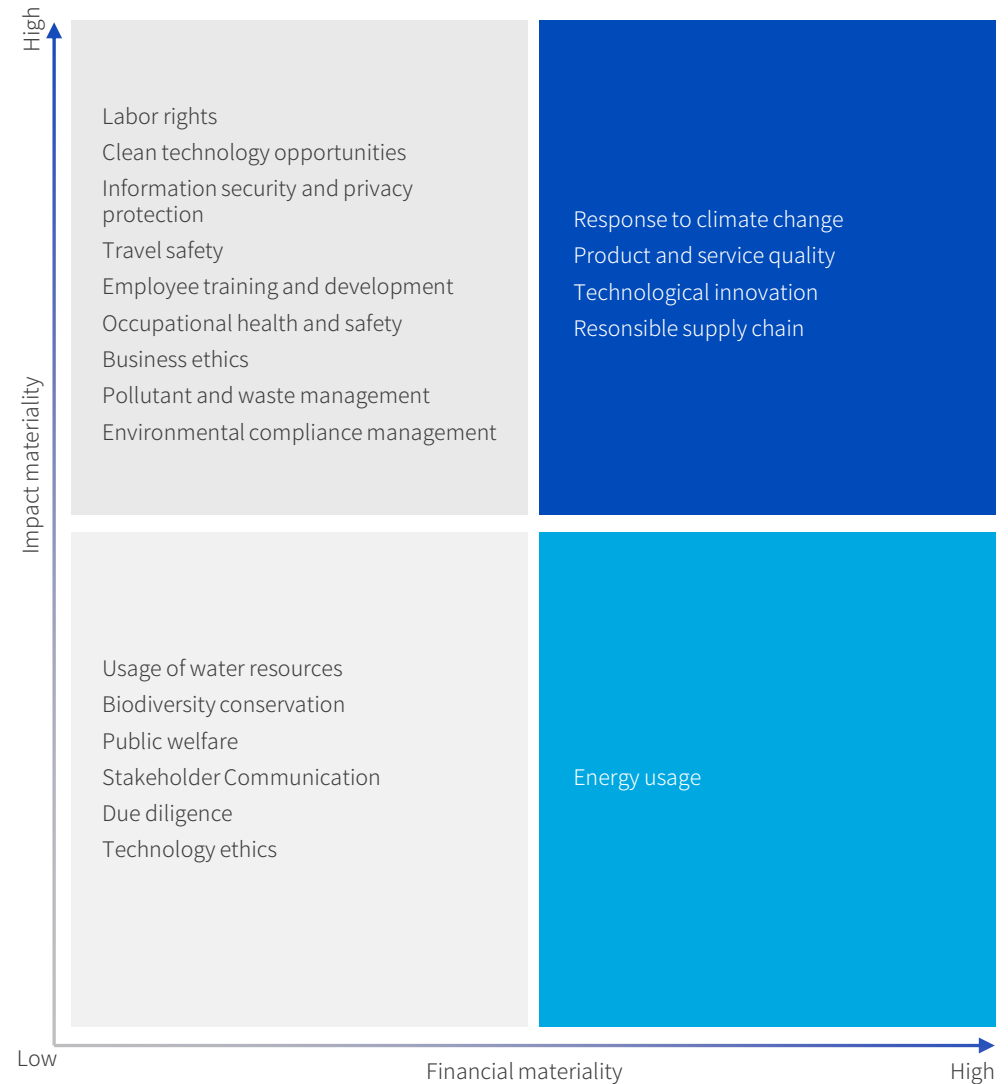 High
Labor rights
Clean technology opportunities
Information security and privacy
protection
Travel safety
Employee training and development
Occupational health and safety
Business ethics
Pollutant and waste management
Environmental compliance management
Response to climate change
Product and service quality
Technological innovation
Resonsible supply chain
Impact materiality
Usage of water resources
Biodiversity conservation
Public welfare
Stakeholder Communication
Due diligence
Technology ethics
Energy usage
Low
Financial materiality
High